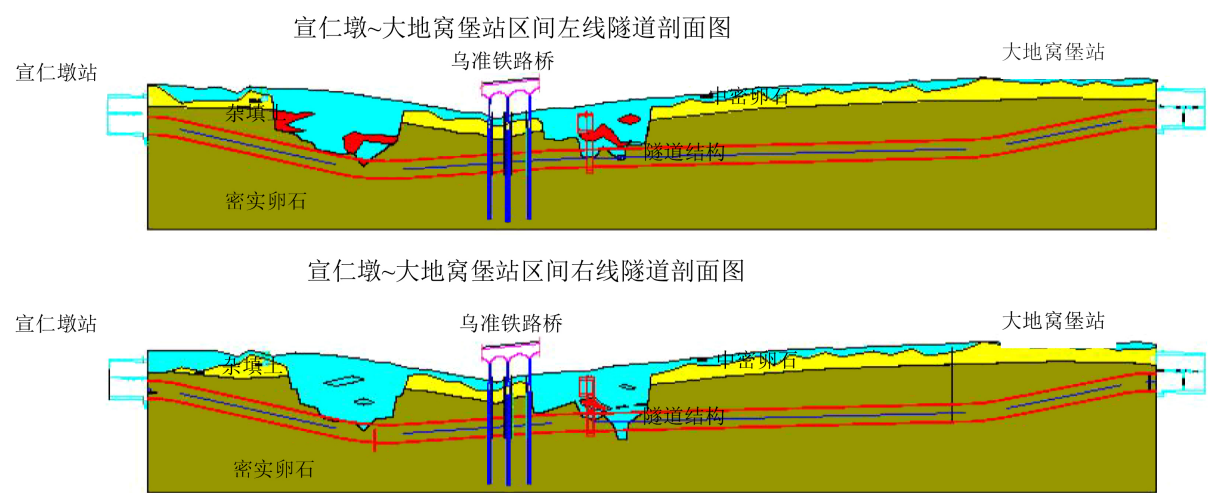 宣仁墩~大地窝堡站区间左线隧道剖面图
乌准铁路桥
大地窝堡站
宣仁墩站
中密卵石
杂填土
隧道结构
密实卵石
宣仁墩~大地窝堡站区间右线隧道剖面图
宣仁墩站
乌准铁路桥
大地窝堡站
杂填土
中密卵石
隧道结构
密实卵石